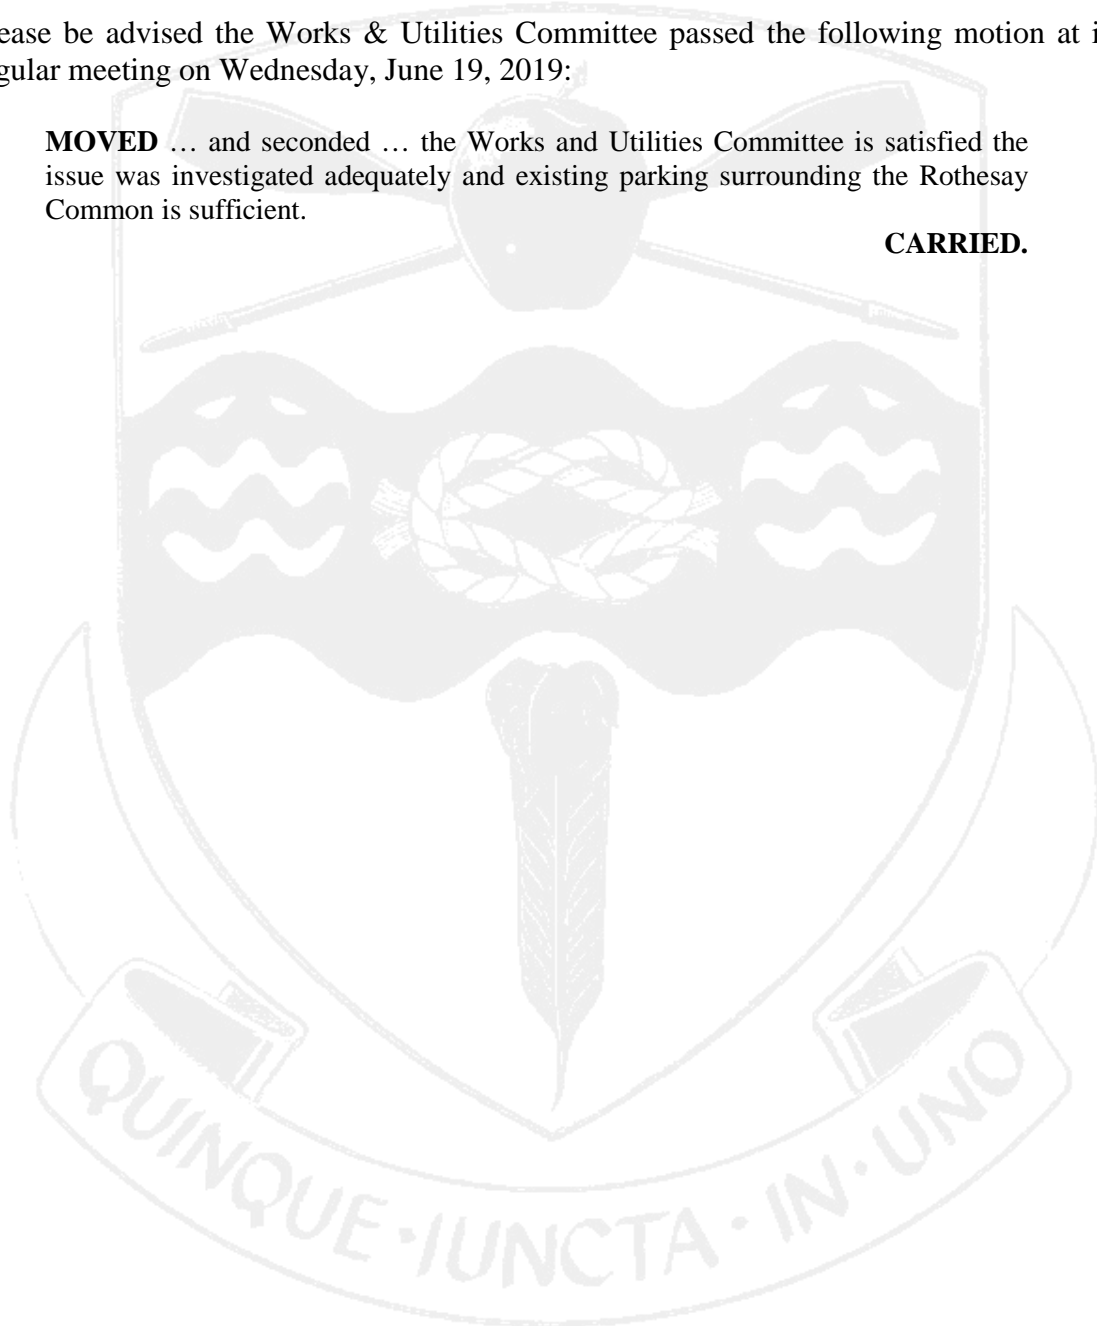 ease be advised the Works & Utilities Committee passed the following motion at i
gular meeting on Wednesday, June 19, 2019:
MOVED … and seconded … the Works and Utilities Committee is satisfied the
issue was investigated adequately and existing parking surrounding the Rothesay
Common is sufficient.
CARRIED.
QUINQUE·IUNCTA·IN·UNO